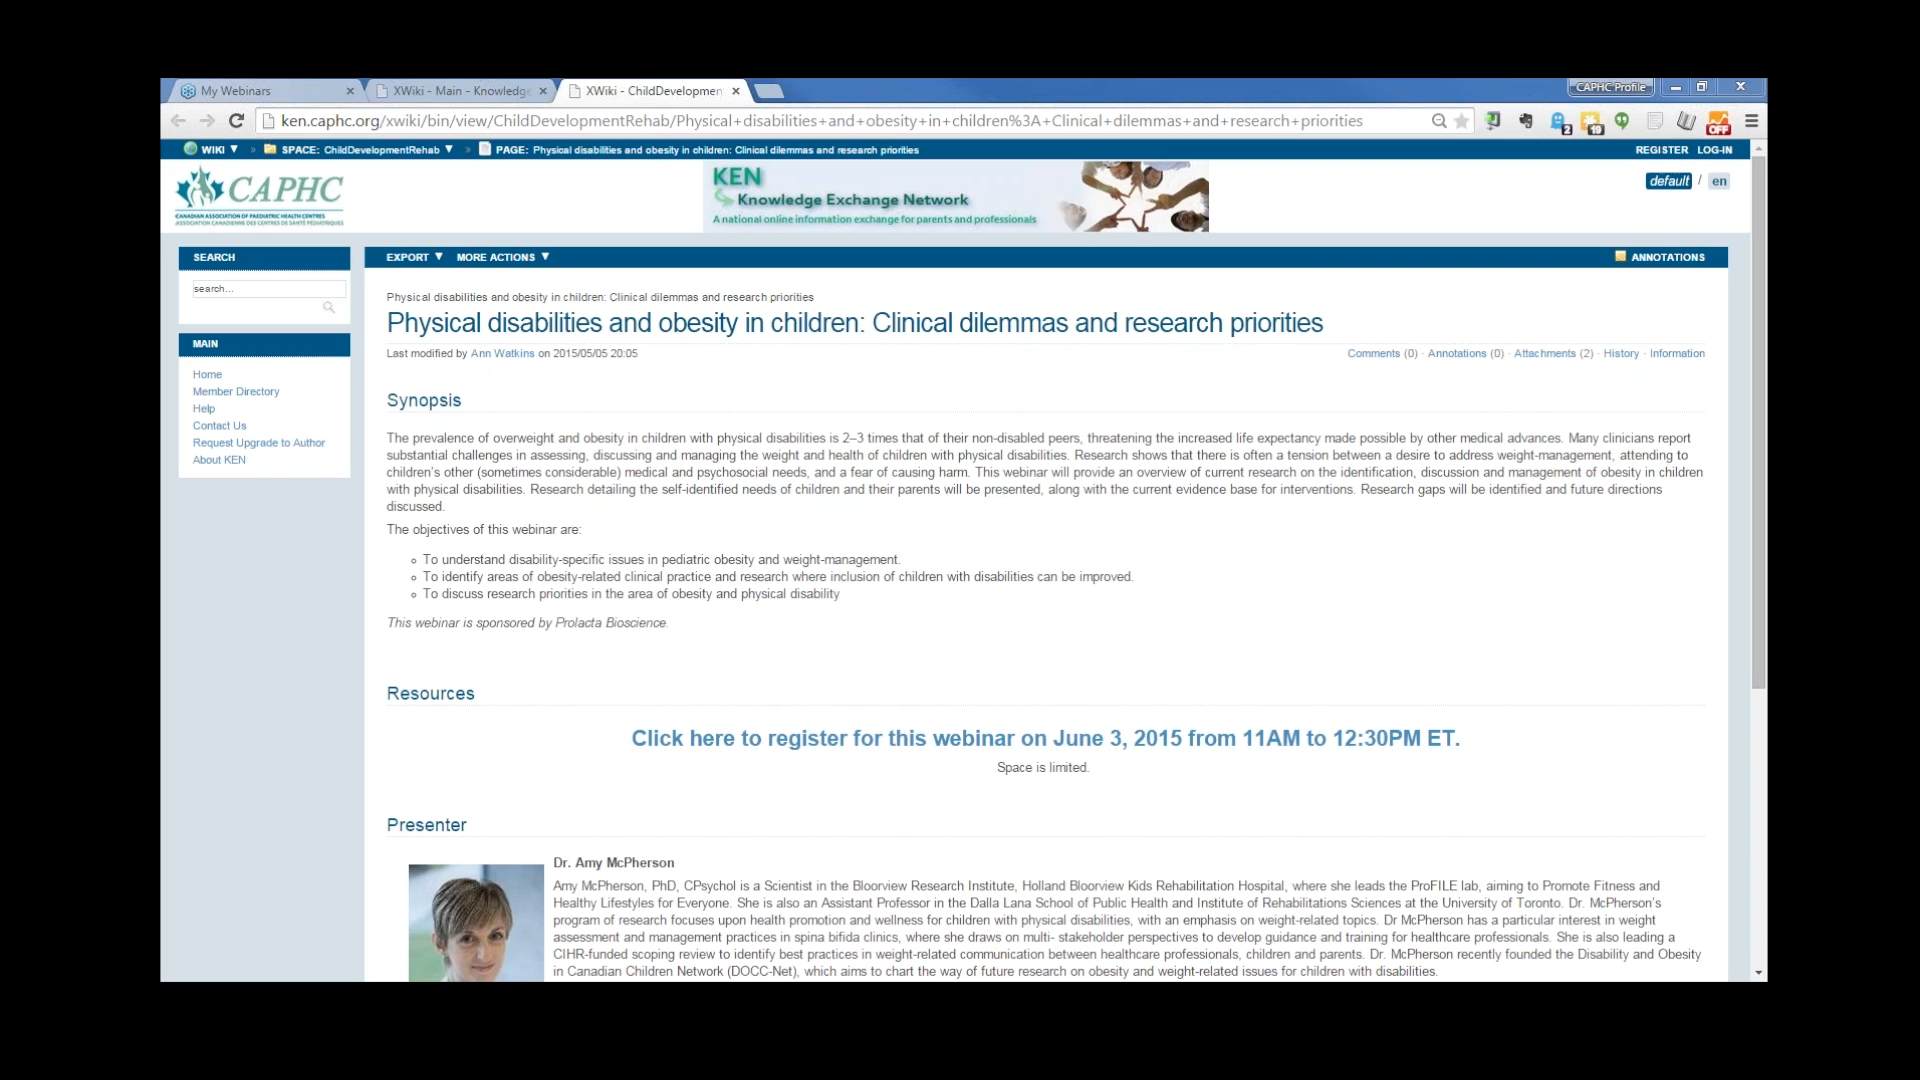 My Webinars
XWiki - Main - Knowledge
XWiki - ChildDevelopmen
CAPHC Profile
ken.caphc.org/xwiki/bin/view/ChildDevelopmentRehab/Physical+disabilities+and+obesity+in+children%3A+Clinical+dilemmas+and+research+priorities
2
19
OFF
WIKI » SPACE: ChildDevelopmentRehab » PAGE: Physical disabilities and obesity in children: Clinical dilemmas and research priorities
REGISTER LOG-IN
CAPHC
CANADIAN ASSOCIATION OF PAEDIATRIC HEALTH CENTRES
ASSOCIATION CANADIENNE DES CENTRES DE SANTÉ PÉDIATRIQUES
KEN
Knowledge Exchange Network
A national online information exchange for parents and professionals
default / en
SEARCH
search...
MAIN
Home
Member Directory
Help
Contact Us
Request Upgrade to Author
About KEN
EXPORT MORE ACTIONS
ANNOTATIONS
Physical disabilities and obesity in children: Clinical dilemmas and research priorities
Physical disabilities and obesity in children: Clinical dilemmas and research priorities
Last modified by Ann Watkins on 2015/05/05 20:05
Comments (0) · Annotations (0) · Attachments (2) · History · Information
Synopsis
The prevalence of overweight and obesity in children with physical disabilities is 2–3 times that of their non-disabled peers, threatening the increased life expectancy made possible by other medical advances. Many clinicians report
substantial challenges in assessing, discussing and managing the weight and health of children with physical disabilities. Research shows that there is often a tension between a desire to address weight-management, attending to
children's other (sometimes considerable) medical and psychosocial needs, and a fear of causing harm. This webinar will provide an overview of current research on the identification, discussion and management of obesity in children
with physical disabilities. Research detailing the self-identified needs of children and their parents will be presented, along with the current evidence base for interventions. Research gaps will be identified and future directions
discussed.
The objectives of this webinar are:
To understand disability-specific issues in pediatric obesity and weight-management.
To identify areas of obesity-related clinical practice and research where inclusion of children with disabilities can be improved.
To discuss research priorities in the area of obesity and physical disability
This webinar is sponsored by Prolacta Bioscience.
Resources
Click here to register for this webinar on June 3, 2015 from 11AM to 12:30PM ET.
Space is limited.
Presenter
Dr. Amy McPherson
Amy McPherson, PhD, CPsychol is a Scientist in the Bloorview Research Institute, Holland Bloorview Kids Rehabilitation Hospital, where she leads the ProFILE lab, aiming to Promote Fitness and
Healthy Lifestyles for Everyone. She is also an Assistant Professor in the Dalla Lana School of Public Health and Institute of Rehabilitations Sciences at the University of Toronto. Dr. McPherson's
program of research focuses upon health promotion and wellness for children with physical disabilities, with an emphasis on weight-related topics. Dr McPherson has a particular interest in weight
assessment and management practices in spina bifida clinics, where she draws on multi- stakeholder perspectives to develop guidance and training for healthcare professionals. She is also leading a
CIHR-funded scoping review to identify best practices in weight-related communication between healthcare professionals, children and parents. Dr. McPherson recently founded the Disability and Obesity
in Canadian Children Network (DOCC-Net), which aims to chart the way of future research on obesity and weight-related issues for children with disabilities.